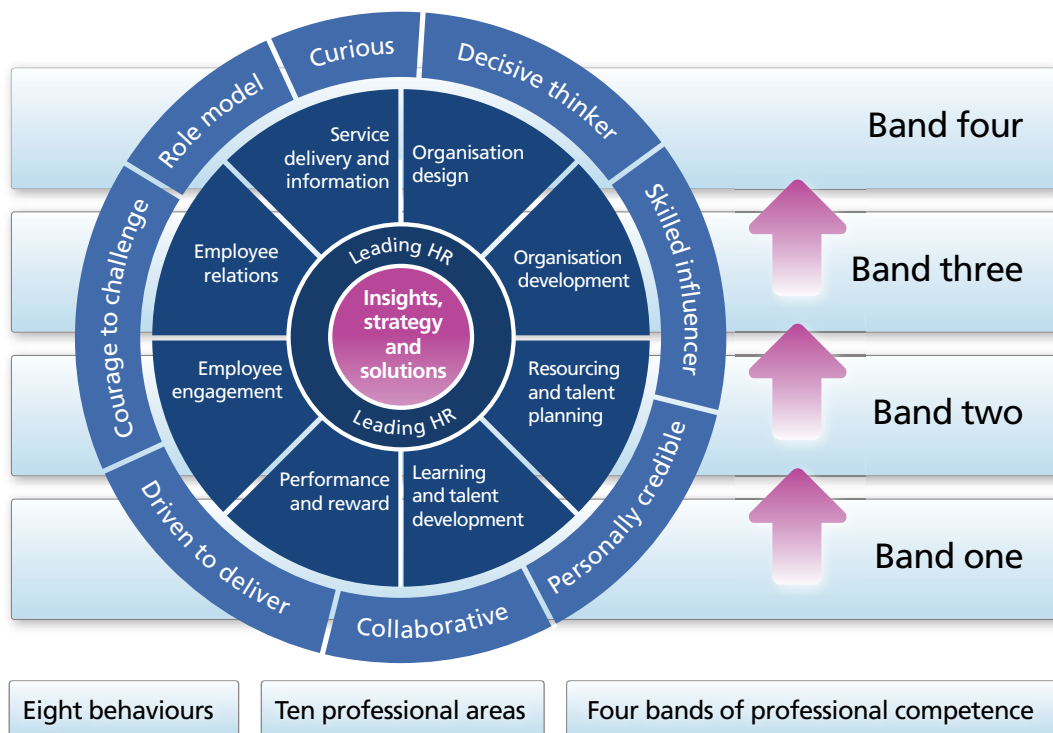 Curious
Decisive thinker
Skilled influencer
Personally credible
Collaborative
Driven to deliver
Courage to challenge
Role model
Service
delivery and
information
Organisation
design
Organisation
development
Resourcing
and talent
planning
Learning
and talent
development
Performance
and reward
Employee
engagement
Employee
relations
Leading HR
Insights,
strategy
and
solutions
Leading HR
Band four
Band three
Band two
Band one
Eight behaviours
Ten professional areas
Four bands of professional competence